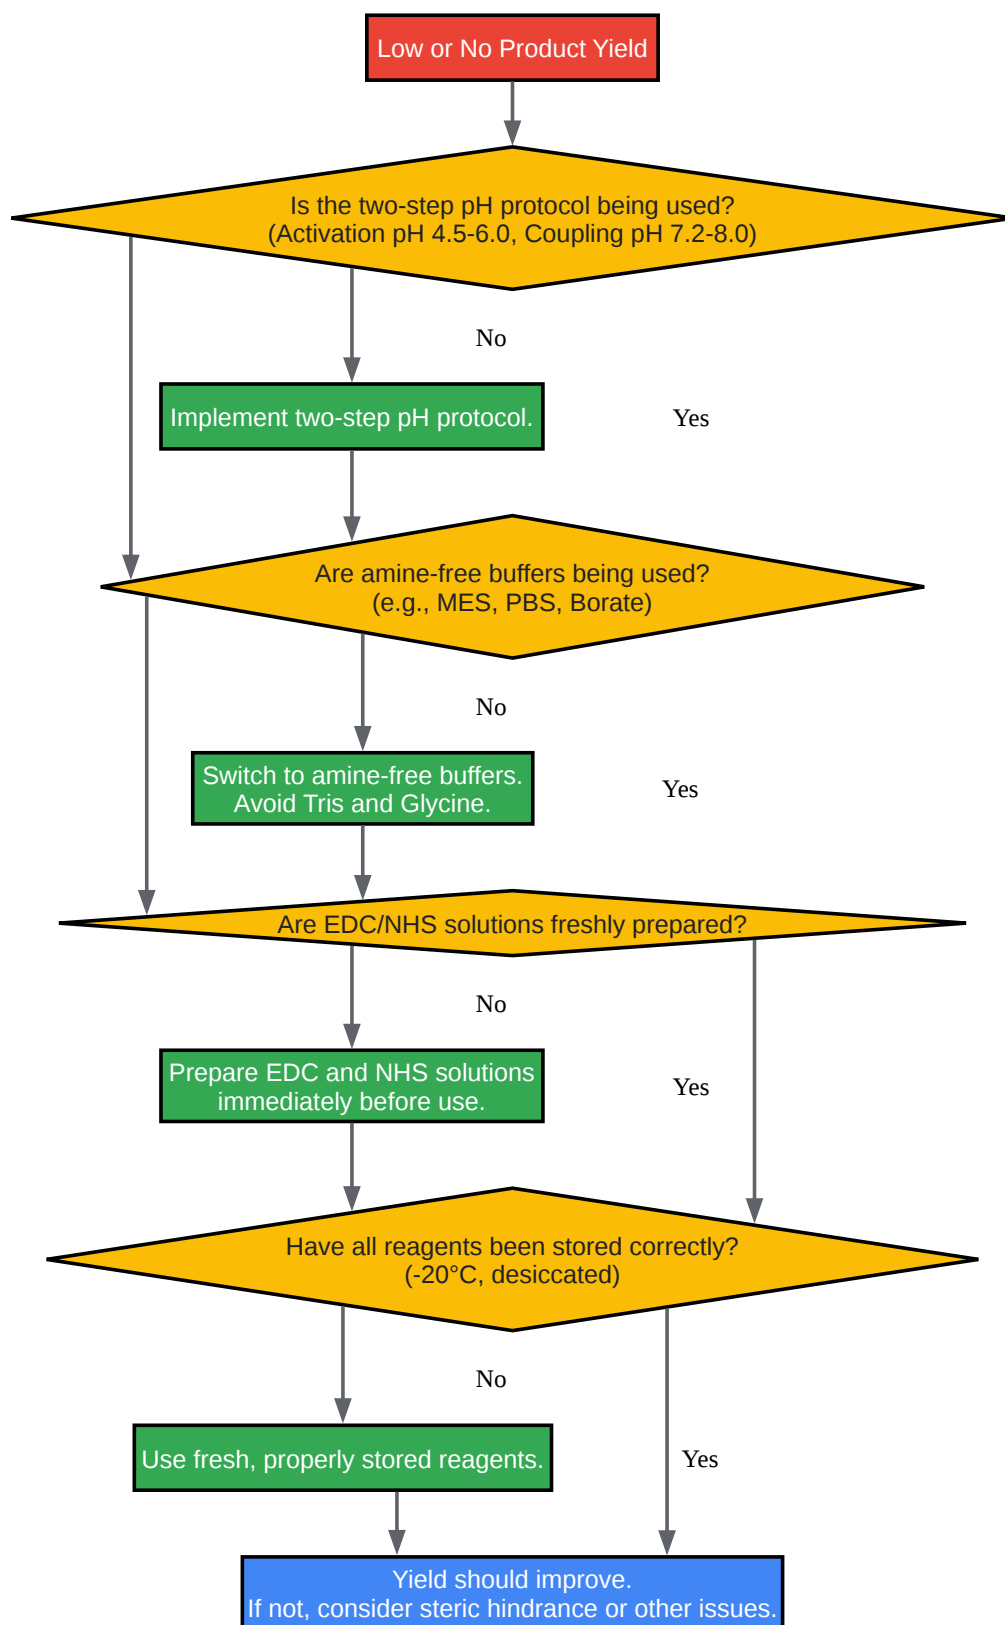 Low or No Product Yield
Is the two-step pH protocol being used?
(Activation pH 4.5-6.0, Coupling pH 7.2-8.0)
No
Implement two-step pH protocol.
Yes
Are amine-free buffers being used?
(e.g., MES, PBS, Borate)
No
Switch to amine-free buffers.
Avoid Tris and Glycine.
Yes
Are EDC/NHS solutions freshly prepared?
No
Prepare EDC and NHS solutions
immediately before use.
Yes
Have all reagents been stored correctly?
(-20°C, desiccated)
No
Use fresh, properly stored reagents.
Yes
Yield should improve.
If not, consider steric hindrance or other issues.